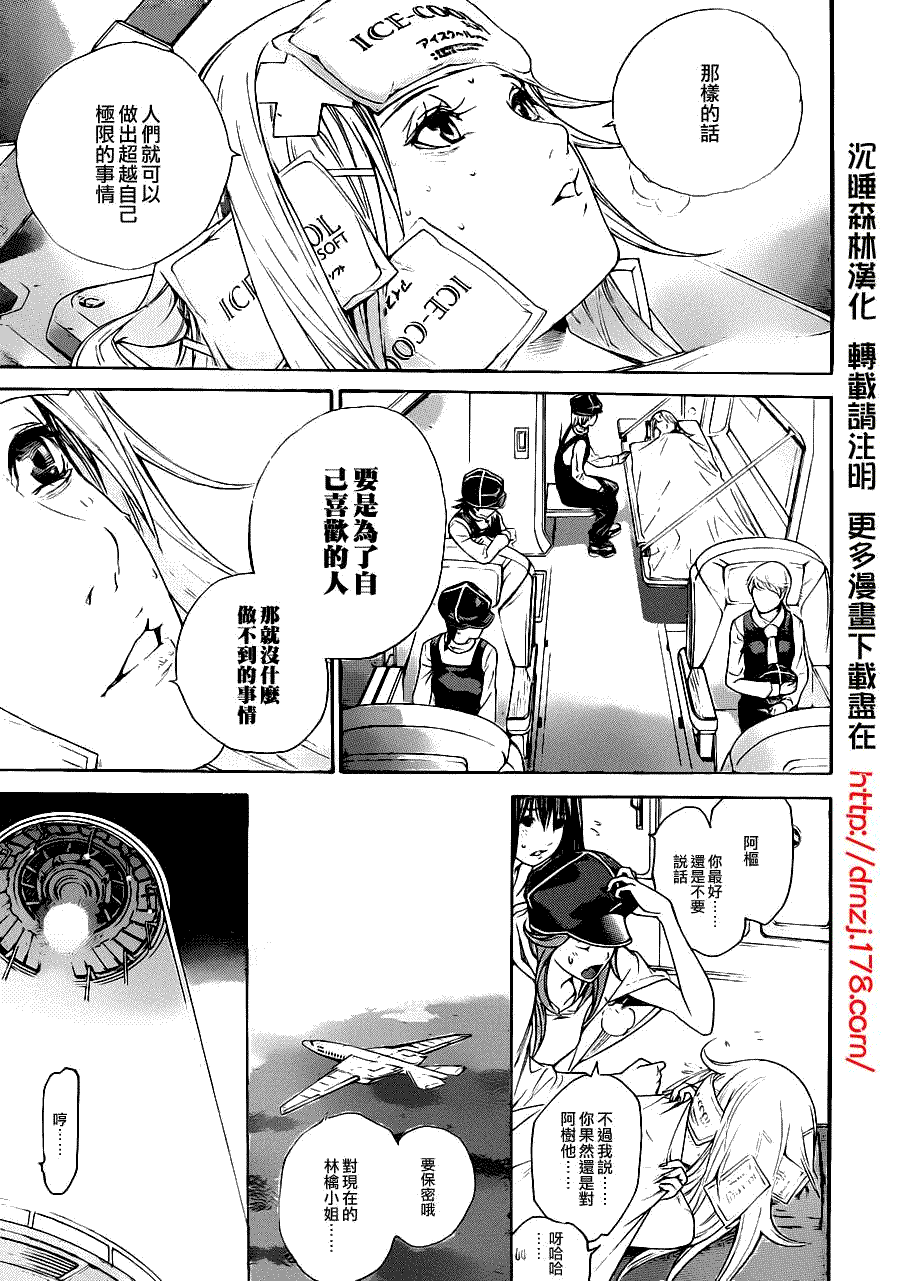 那樣的話
ICE-COOL
アイスクール
人們就可以
做出超越自己
極限的事情
ICE-COOL
SOFT
ICE-COO
要是為了自
己喜歡的人
那就沒什麼
做不到的事情
阿樞
你最好……
還是不要
説話
不過我説……
你果然還是對
阿樹他……
呀哈哈
……
要保密哦
對現在的
林檎小姐……
哼……
沉睡森林漢化 轉載請注明 更多漫畫下載盡在 http://dmzj.178.com/